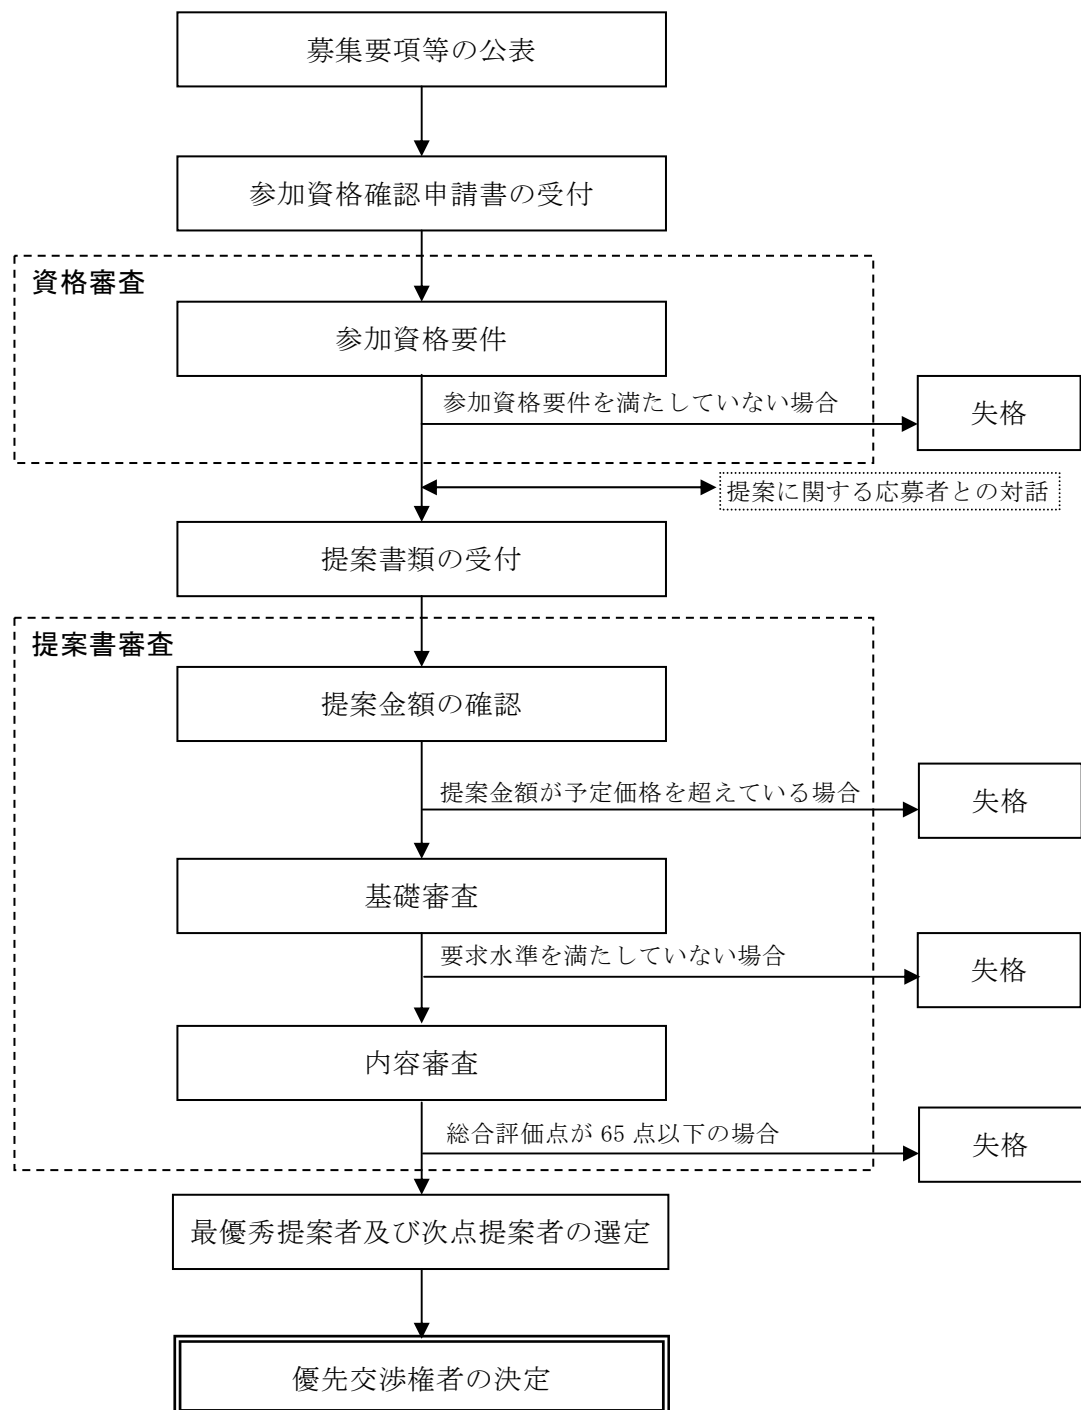 募集要項等の公表
参加資格確認申請書の受付
資格審査
参加資格要件
参加資格要件を満たしていない場合
失格
提案に関する応募者との対話
提案書類の受付
提案書審査
提案金額の確認
提案金額が予定価格を超えている場合
失格
基礎審査
要求水準を満たしていない場合
失格
内容審査
総合評価点が 65 点以下の場合
失格
最優秀提案者及び次点提案者の選定
優先交渉権者の決定